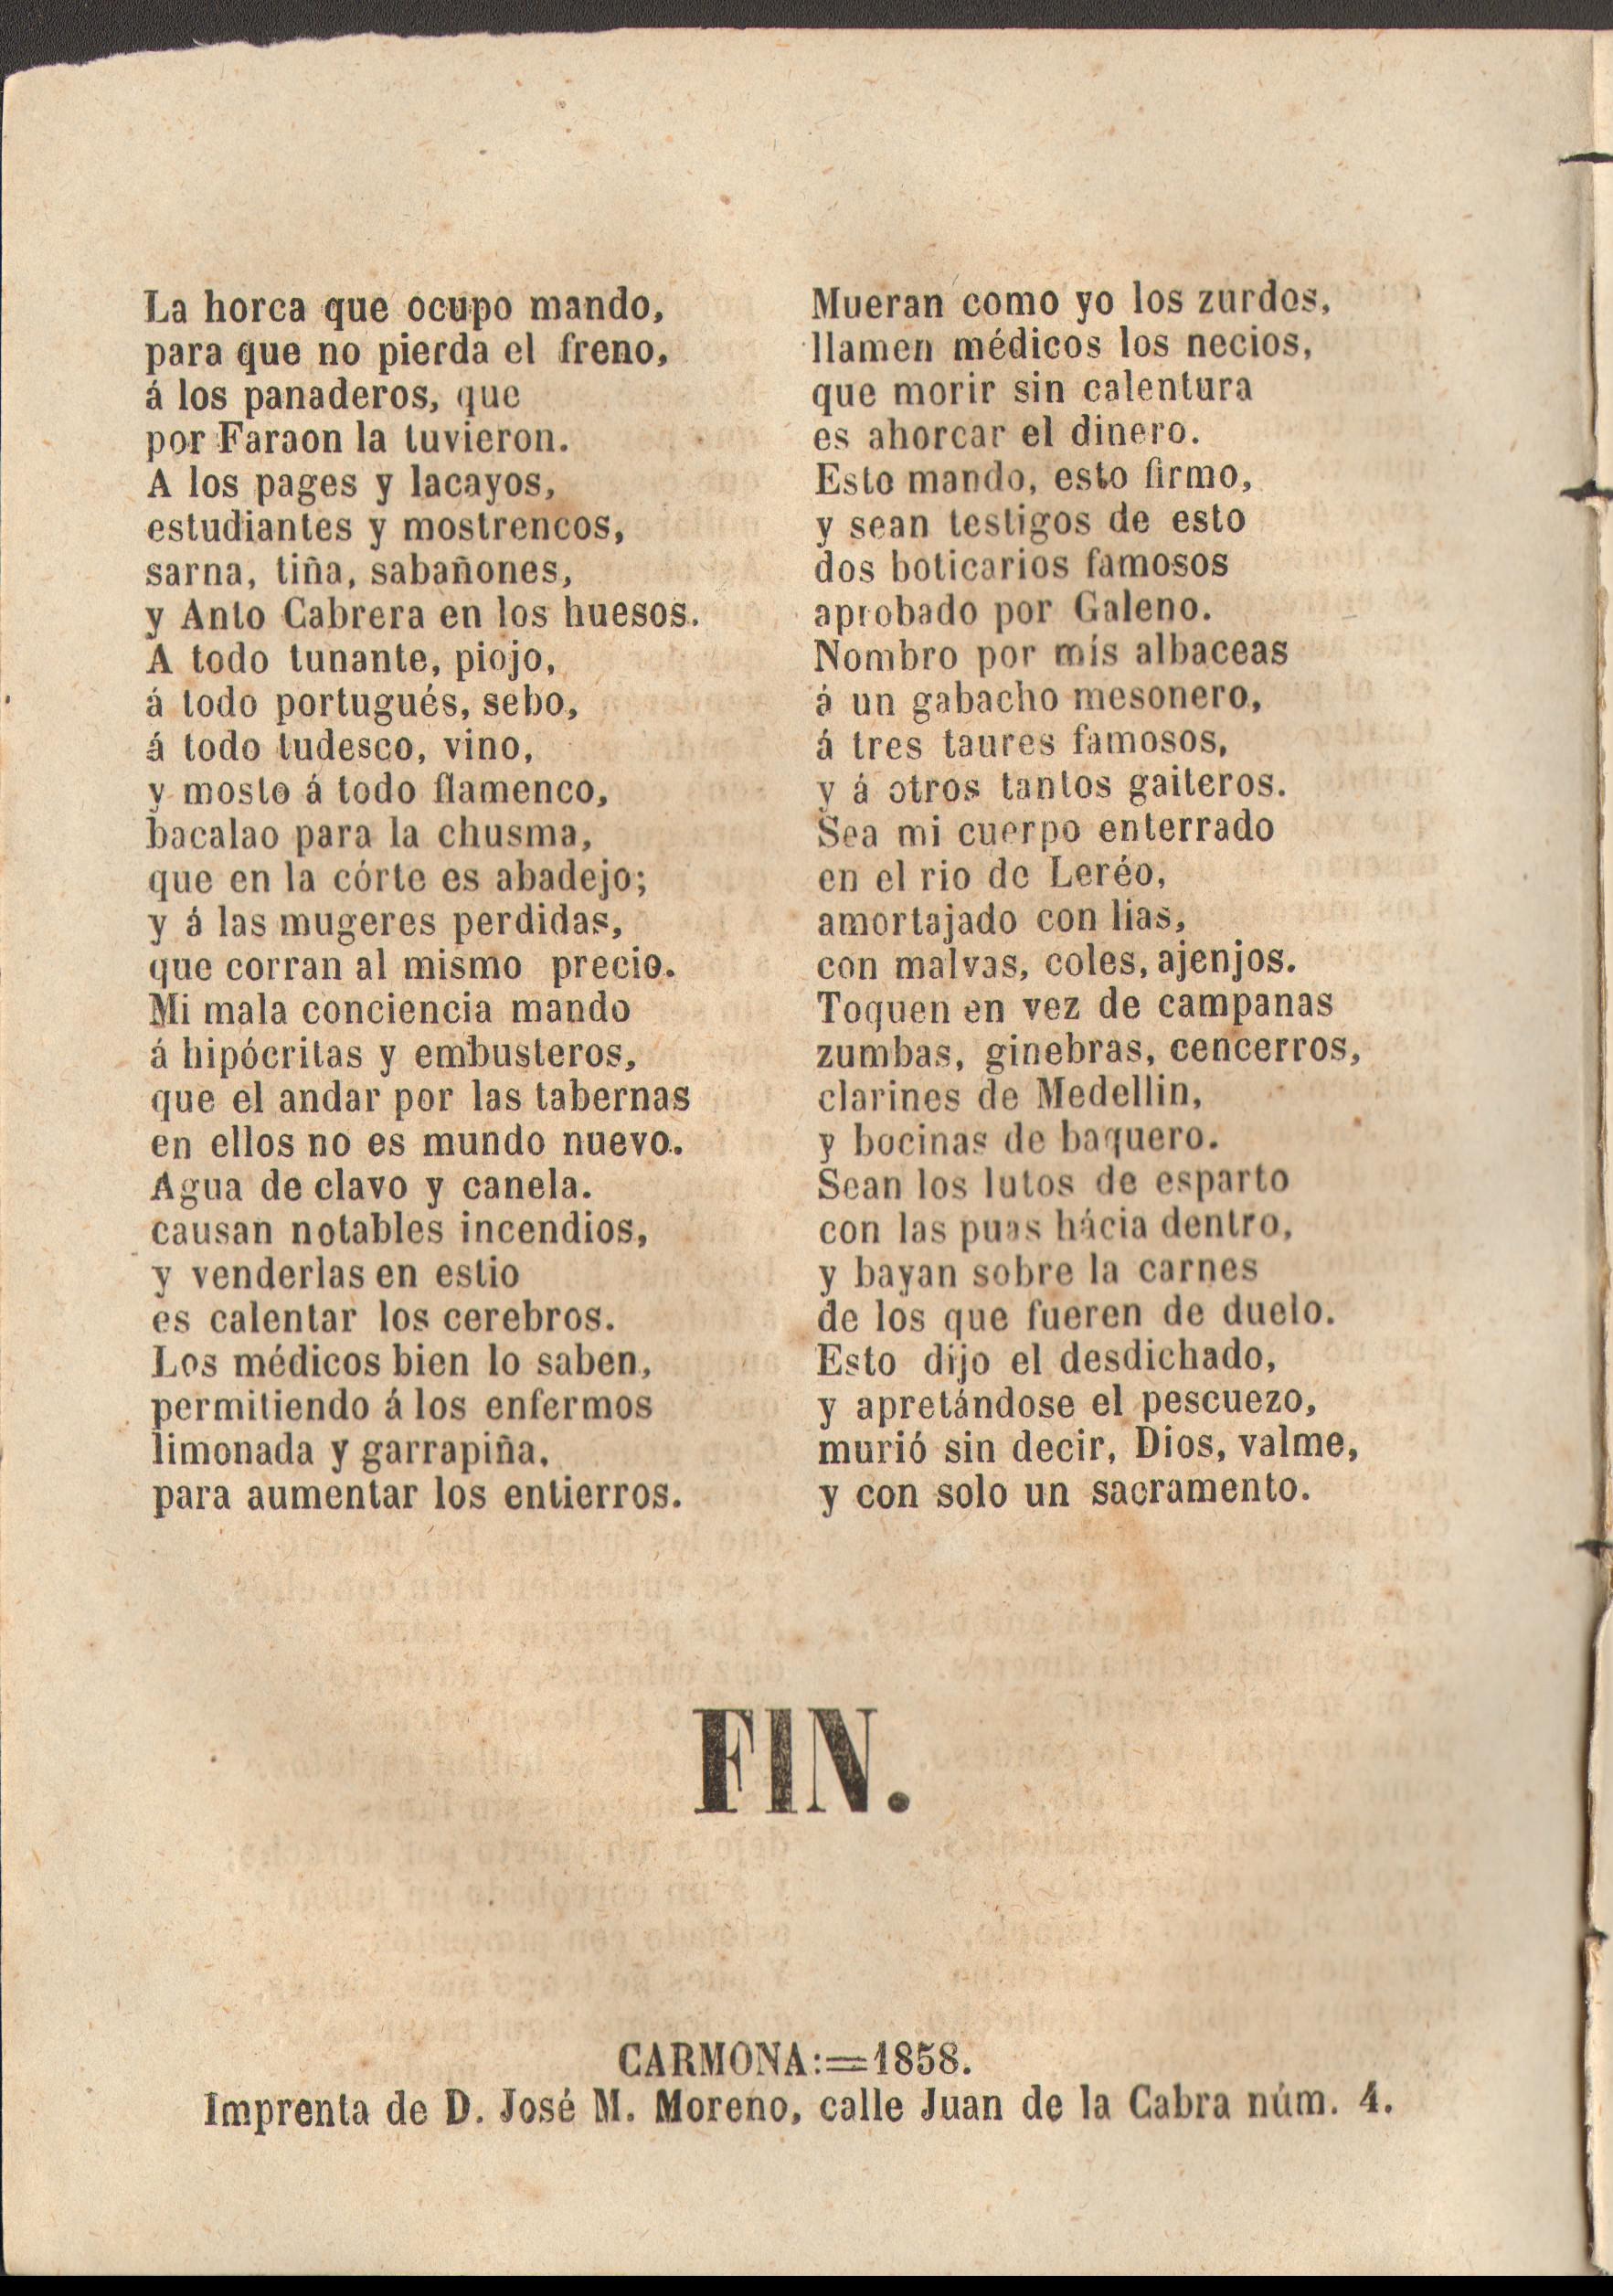 La horca que ocupo mando,
para que no pierda el freno,
á los panaderos, que
por Faraon la tuvieron.
A los pages y lacayos,
estudiantes y mostrencos,
sarna, tiña, sabañones,
y Anto Cabrera en los huesos.
A todo tunante, piojo,
á todo portugués, sebo,
á todo tudesco, vino,
y mosto á todo flamenco,
bacalao para la chusma,
que en la córte es abadejo;
y á las mugeres perdidas,
que corran al mismo precio.
Mi mala conciencia mando
á hipócritas y embusteros,
que el andar por las tabernas
en ellos no es mundo nuevo.
Agua de clavo y canela.
causan notables incendios,
y venderlas en estio
es calentar los cerebros.
Los médicos bien lo saben,
permitiendo á los enfermos
limonada y garrapiña,
para aumentar los entierros.
Mueran como yo los zurdos,
llamen médicos los necios,
que morir sin calentura
es ahorcar el dinero.
Esto mando, esto firmo,
y sean testigos de esto
dos boticarios famosos
aprobado por Galeno.
Nombro por mís albaceas
á un gabacho mesonero,
á tres taures famosos,
y á otros tantos gaiteros.
Sea mi cuerpo enterrado
en el rio de Leréo,
amortajado con lias,
con malvas, coles, ajenjos.
Toquen en vez de campanas
zumbas, ginebras, cencerros,
clarines de Medellin,
y bocinas de baquero.
Sean los lutos de esparto
con las puas hácia dentro,
y bayan sobre la carnes
de los que fueren de duelo.
Esto dijo el desdichado,
y apretándose el pescuezo,
murió sin decir, Dios, valme,
y con solo un sacramento.
FIN.
CARMONA:=1858.
Imprenta de D. José M. Moreno, calle Juan de la Cabra núm. 4.